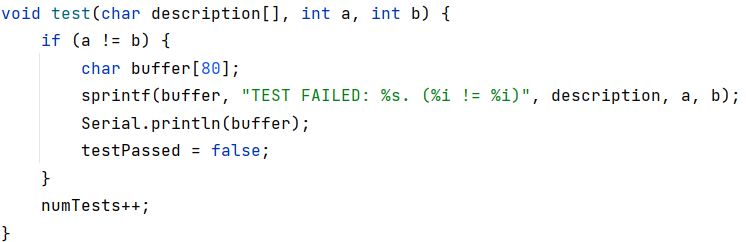 void test(char description[], int a, int b) {
    if (a != b) {
        char buffer[80];
        sprintf(buffer, "TEST FAILED: %s. (%i != %i)", description, a, b);
        Serial.println(buffer);
        testPassed = false;
    }
    numTests++;
}